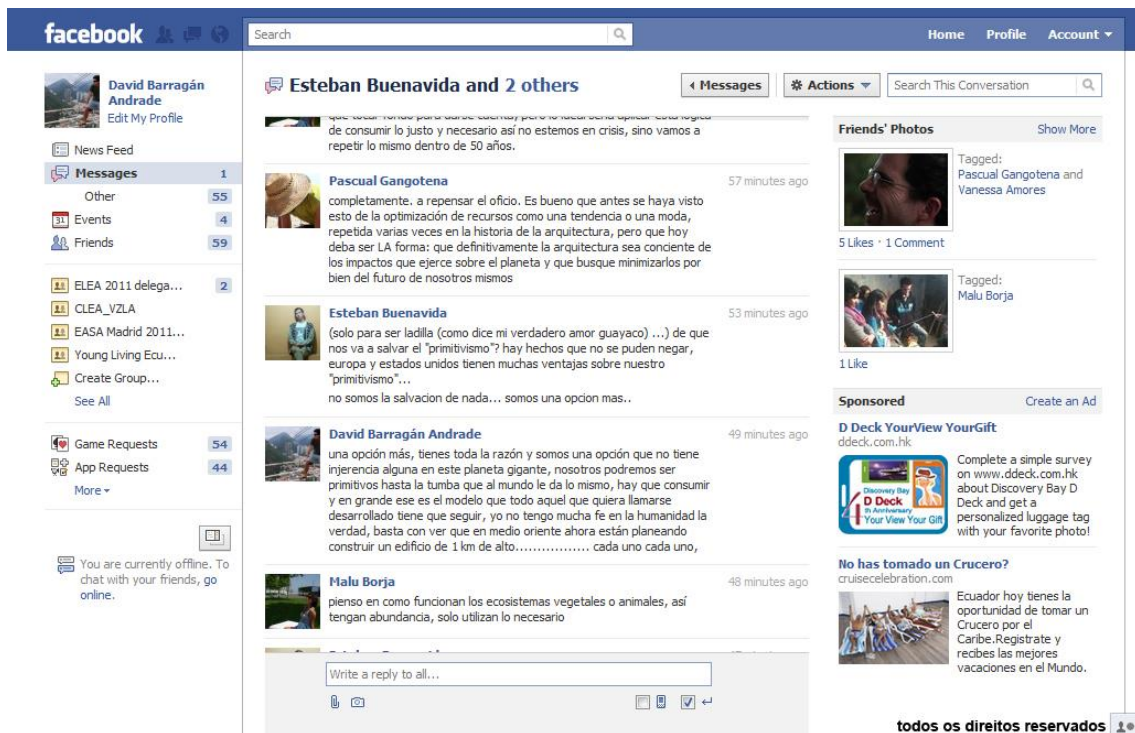 facebook
Search
Home Profile Account
David Barragán
Andrade
Edit My Profile
News Feed
Messages 1
Other 55
31 Events 4
Friends 59
ELEA 2011 delega... 2
CLEA_VZLA
EASA Madrid 2011...
Young Living Ecu...
Create Group...
See All
Game Requests 54
App Requests 44
More
You are currently offline. To
chat with your friends, go
online.
Esteban Buenavida and 2 others
Messages
Actions
Search This Conversation
de consumir lo justo y necesario así no estemos en crisis, sino vamos a
repetir lo mismo dentro de 50 años.
Pascual Gangotena 57 minutes ago
completamente. a repensar el oficio. Es bueno que antes se haya visto
esto de la optimización de recursos como una tendencia o una moda,
repetida varias veces en la historia de la arquitectura, pero que hoy
deba ser LA forma: que definitivamente la arquitectura sea conciente de
los impactos que ejerce sobre el planeta y que busque minimizarlos por
bien del futuro de nosotros mismos
Esteban Buenavida 53 minutes ago
(solo para ser ladilla (como dice mi verdadero amor guayaco) ...) de que
nos va a salvar el "primitivismo"? hay hechos que no se puden negar,
europa y estados unidos tienen muchas ventajas sobre nuestro
"primitivismo"...
no somos la salvacion de nada... somos una opcion mas..
David Barragán Andrade 49 minutes ago
una opción más, tienes toda la razón y somos una opción que no tiene
injerencia alguna en este planeta gigante, nosotros podremos ser
primitivos hasta la tumba que al mundo le da lo mismo, hay que consumir
y en grande ese es el modelo que todo aquel que quiera llamarse
desarrollado tiene que seguir, yo no tengo mucha fe en la humanidad la
verdad, basta con ver que en medio oriente ahora están planeando
construir un edificio de 1 km de alto................. cada uno cada uno,
Malu Borja 48 minutes ago
pienso en como funcionan los ecosistemas vegetales o animales, así
tengan abundancia, solo utilizan lo necesario
Write a reply to all...
Friends' Photos Show More
Tagged:
Pascual Gangotena and
Vanessa Amores
5 Likes · 1 Comment
Tagged:
Malu Borja
1 Like
Sponsored Create an Ad
D Deck YourView YourGift
ddeck.com.hk
Discovery Bay
D Deck
4th Anniversary
Your View Your Gift
Complete a simple survey
on www.ddeck.com.hk
about Discovery Bay D
Deck and get a
personalized luggage tag
with your favorite photo!
No has tomado un Crucero?
cruisecelebration.com
Ecuador hoy tienes la
oportunidad de tomar un
Crucero por el
Caribe.Registrate y
recibes las mejores
vacaciones en el Mundo.
todos os direitos reservados